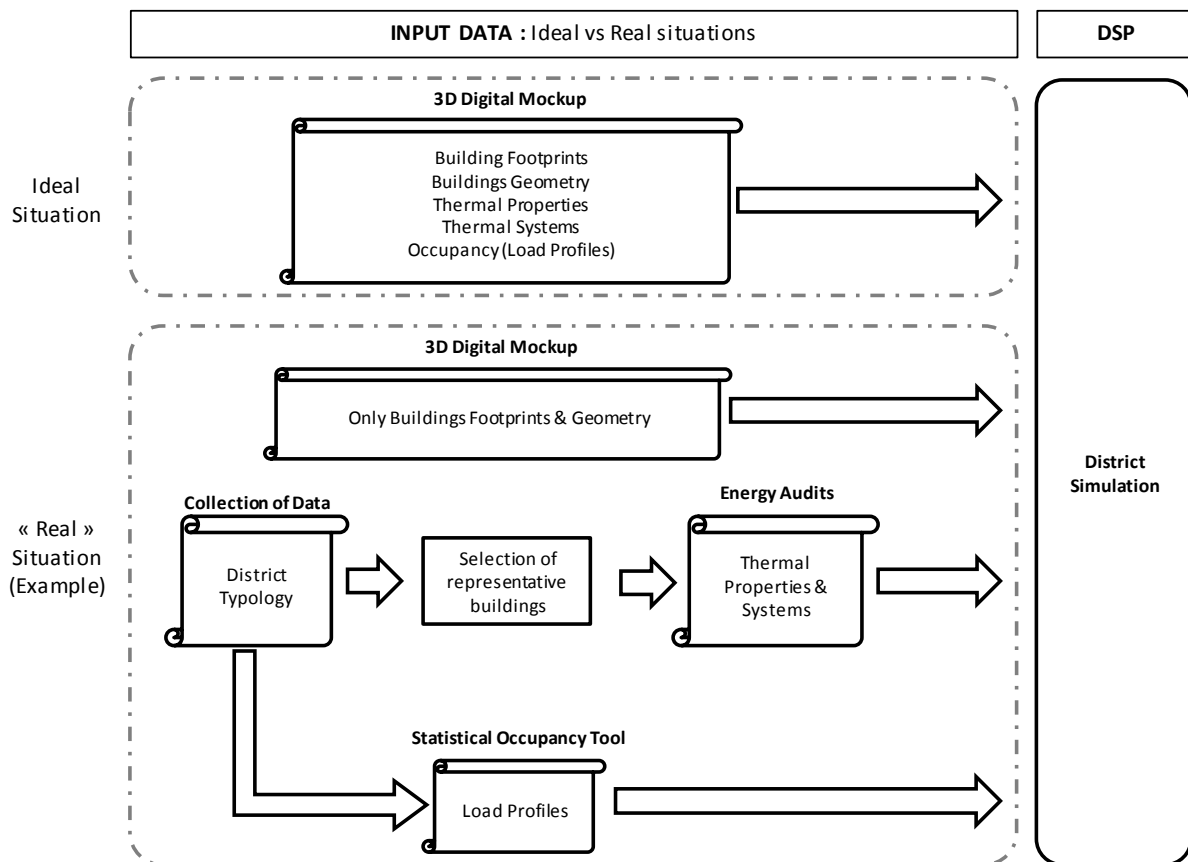 INPUT DATA : Ideal vs Real situations
DSP
3D Digital Mockup
Building Footprints
Buildings Geometry
Thermal Properties
Thermal Systems
Occupancy (Load Profiles)
Ideal
Situation
3D Digital Mockup
Only Buildings Footprints & Geometry
District
Simulation
« Real »
Situation
(Example)
Collection of Data
District
Typology
Selection of
representative
buildings
Energy Audits
Thermal
Properties &
Systems
Statistical Occupancy Tool
Load Profiles